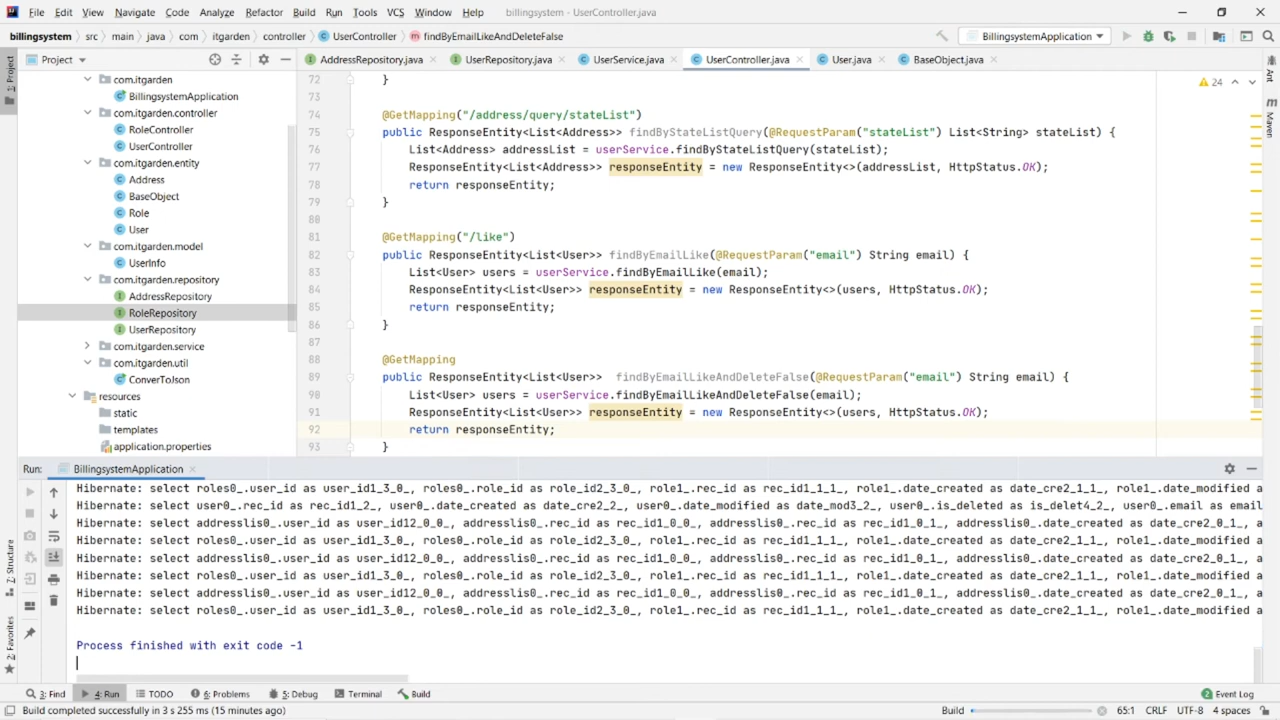 File Edit View Navigate Code Analyze Refactor Build Run Tools VCS Window Help billingsystem - UserController.java
billingsystem src main java com itgarden controller UserController findByEmailLikeAndDeleteFalse BillingsystemApplication
1: Project
Project
AddressRepository.java UserRepository.java UserService.java UserController.java User.java BaseObject.java
Ant
Maven
com.itgarden
BillingsystemApplication
com.itgarden.controller
RoleController
UserController
com.itgarden.entity
Address
BaseObject
Role
User
com.itgarden.model
UserInfo
com.itgarden.repository
AddressRepository
RoleRepository
UserRepository
com.itgarden.service
com.itgarden.util
ConverToJson
resources
static
templates
application.properties
24
72 }
73
74 @GetMapping("/address/query/stateList")
75 public ResponseEntity<List<Address>> findByStateListQuery(@RequestParam("stateList") List<String> stateList) {
76 List<Address> addressList = userService.findByStateListQuery(stateList);
77 ResponseEntity<List<Address>> responseEntity = new ResponseEntity<>(addressList, HttpStatus.OK);
78 return responseEntity;
79 }
80
81 @GetMapping("/like")
82 public ResponseEntity<List<User>> findByEmailLike(@RequestParam("email") String email) {
83 List<User> users = userService.findByEmailLike(email);
84 ResponseEntity<List<User>> responseEntity = new ResponseEntity<>(users, HttpStatus.OK);
85 return responseEntity;
86 }
87
88 @GetMapping
89 public ResponseEntity<List<User>> findByEmailLikeAndDeleteFalse(@RequestParam("email") String email) {
90 List<User> users = userService.findByEmailLikeAndDeleteFalse(email);
91 ResponseEntity<List<User>> responseEntity = new ResponseEntity<>(users, HttpStatus.OK);
92 return responseEntity;
93 }
Run: BillingsystemApplication
Hibernate: select roles0_.user_id as user_id1_3_0_, roles0_.role_id as role_id2_3_0_, role1_.rec_id as rec_id1_1_1_, role1_.date_created as date_cre2_1_1_, role1_.date_modified a
Hibernate: select user0_.rec_id as rec_id1_2_, user0_.date_created as date_cre2_2_, user0_.date_modified as date_mod3_2_, user0_.is_deleted as is_delet4_2_, user0_.email as email
Hibernate: select addresslis0_.user_id as user_id12_0_0_, addresslis0_.rec_id as rec_id1_0_0_, addresslis0_.rec_id as rec_id1_0_1_, addresslis0_.date_created as date_cre2_0_1_, a
Hibernate: select roles0_.user_id as user_id1_3_0_, roles0_.role_id as role_id2_3_0_, role1_.rec_id as rec_id1_1_1_, role1_.date_created as date_cre2_1_1_, role1_.date_modified a
Hibernate: select addresslis0_.user_id as user_id12_0_0_, addresslis0_.rec_id as rec_id1_0_0_, addresslis0_.rec_id as rec_id1_0_1_, addresslis0_.date_created as date_cre2_0_1_, a
Hibernate: select roles0_.user_id as user_id1_3_0_, roles0_.role_id as role_id2_3_0_, role1_.rec_id as rec_id1_1_1_, role1_.date_created as date_cre2_1_1_, role1_.date_modified a
Hibernate: select addresslis0_.user_id as user_id12_0_0_, addresslis0_.rec_id as rec_id1_0_0_, addresslis0_.rec_id as rec_id1_0_1_, addresslis0_.date_created as date_cre2_0_1_, a
Hibernate: select roles0_.user_id as user_id1_3_0_, roles0_.role_id as role_id2_3_0_, role1_.rec_id as rec_id1_1_1_, role1_.date_created as date_cre2_1_1_, role1_.date_modified a
Process finished with exit code -1
Z: Structure
2: Favorites
3: Find 4: Run TODO 6: Problems 5: Debug Terminal Build Event Log
Build completed successfully in 3 s 255 ms (15 minutes ago) Build 65:1 CRLF UTF-8 4 spaces